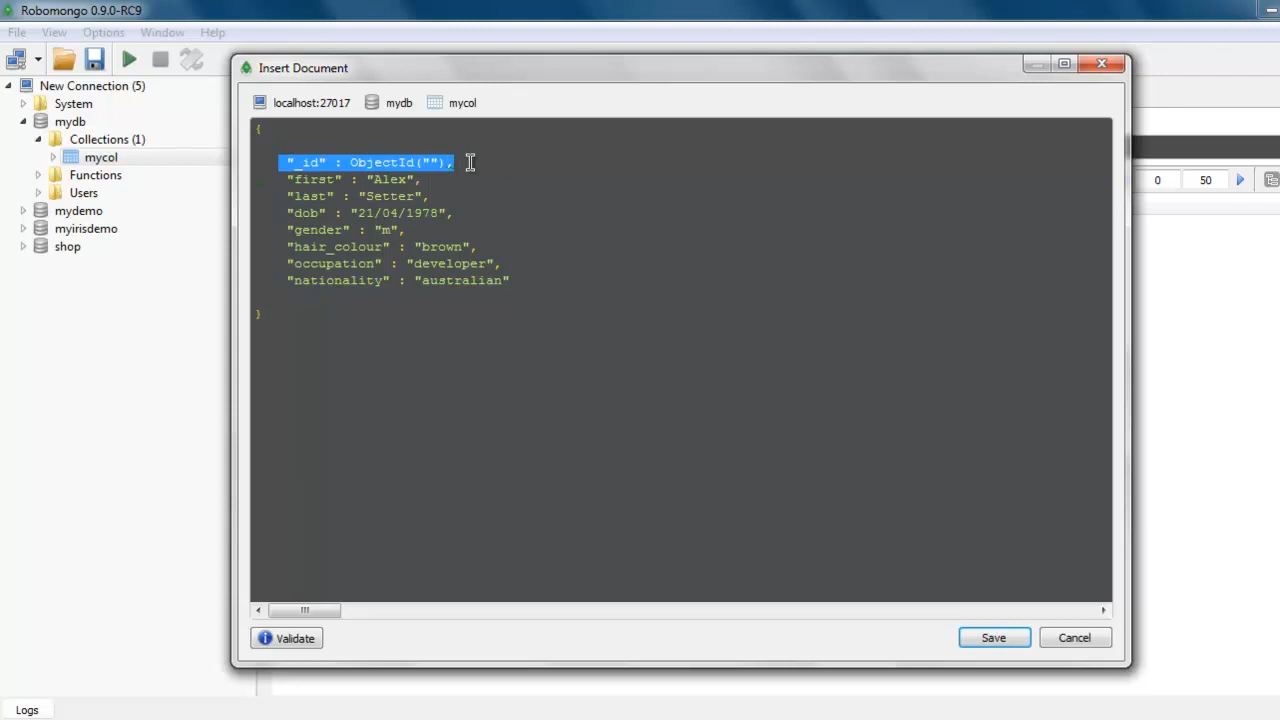 Robomongo 0.9.0-RC9
File View Options Window Help
New Connection (5)
System
mydb
Collections (1)
mycol
Functions
Users
mydemo
myirisdemo
shop
Insert Document
localhost:27017 mydb mycol
{
"_id" : ObjectId(""),
"first" : "Alex",
"last" : "Setter",
"dob" : "21/04/1978",
"gender" : "m",
"hair_colour" : "brown",
"occupation" : "developer",
"nationality" : "australian"
}
0 50
Validate
Save Cancel
Logs